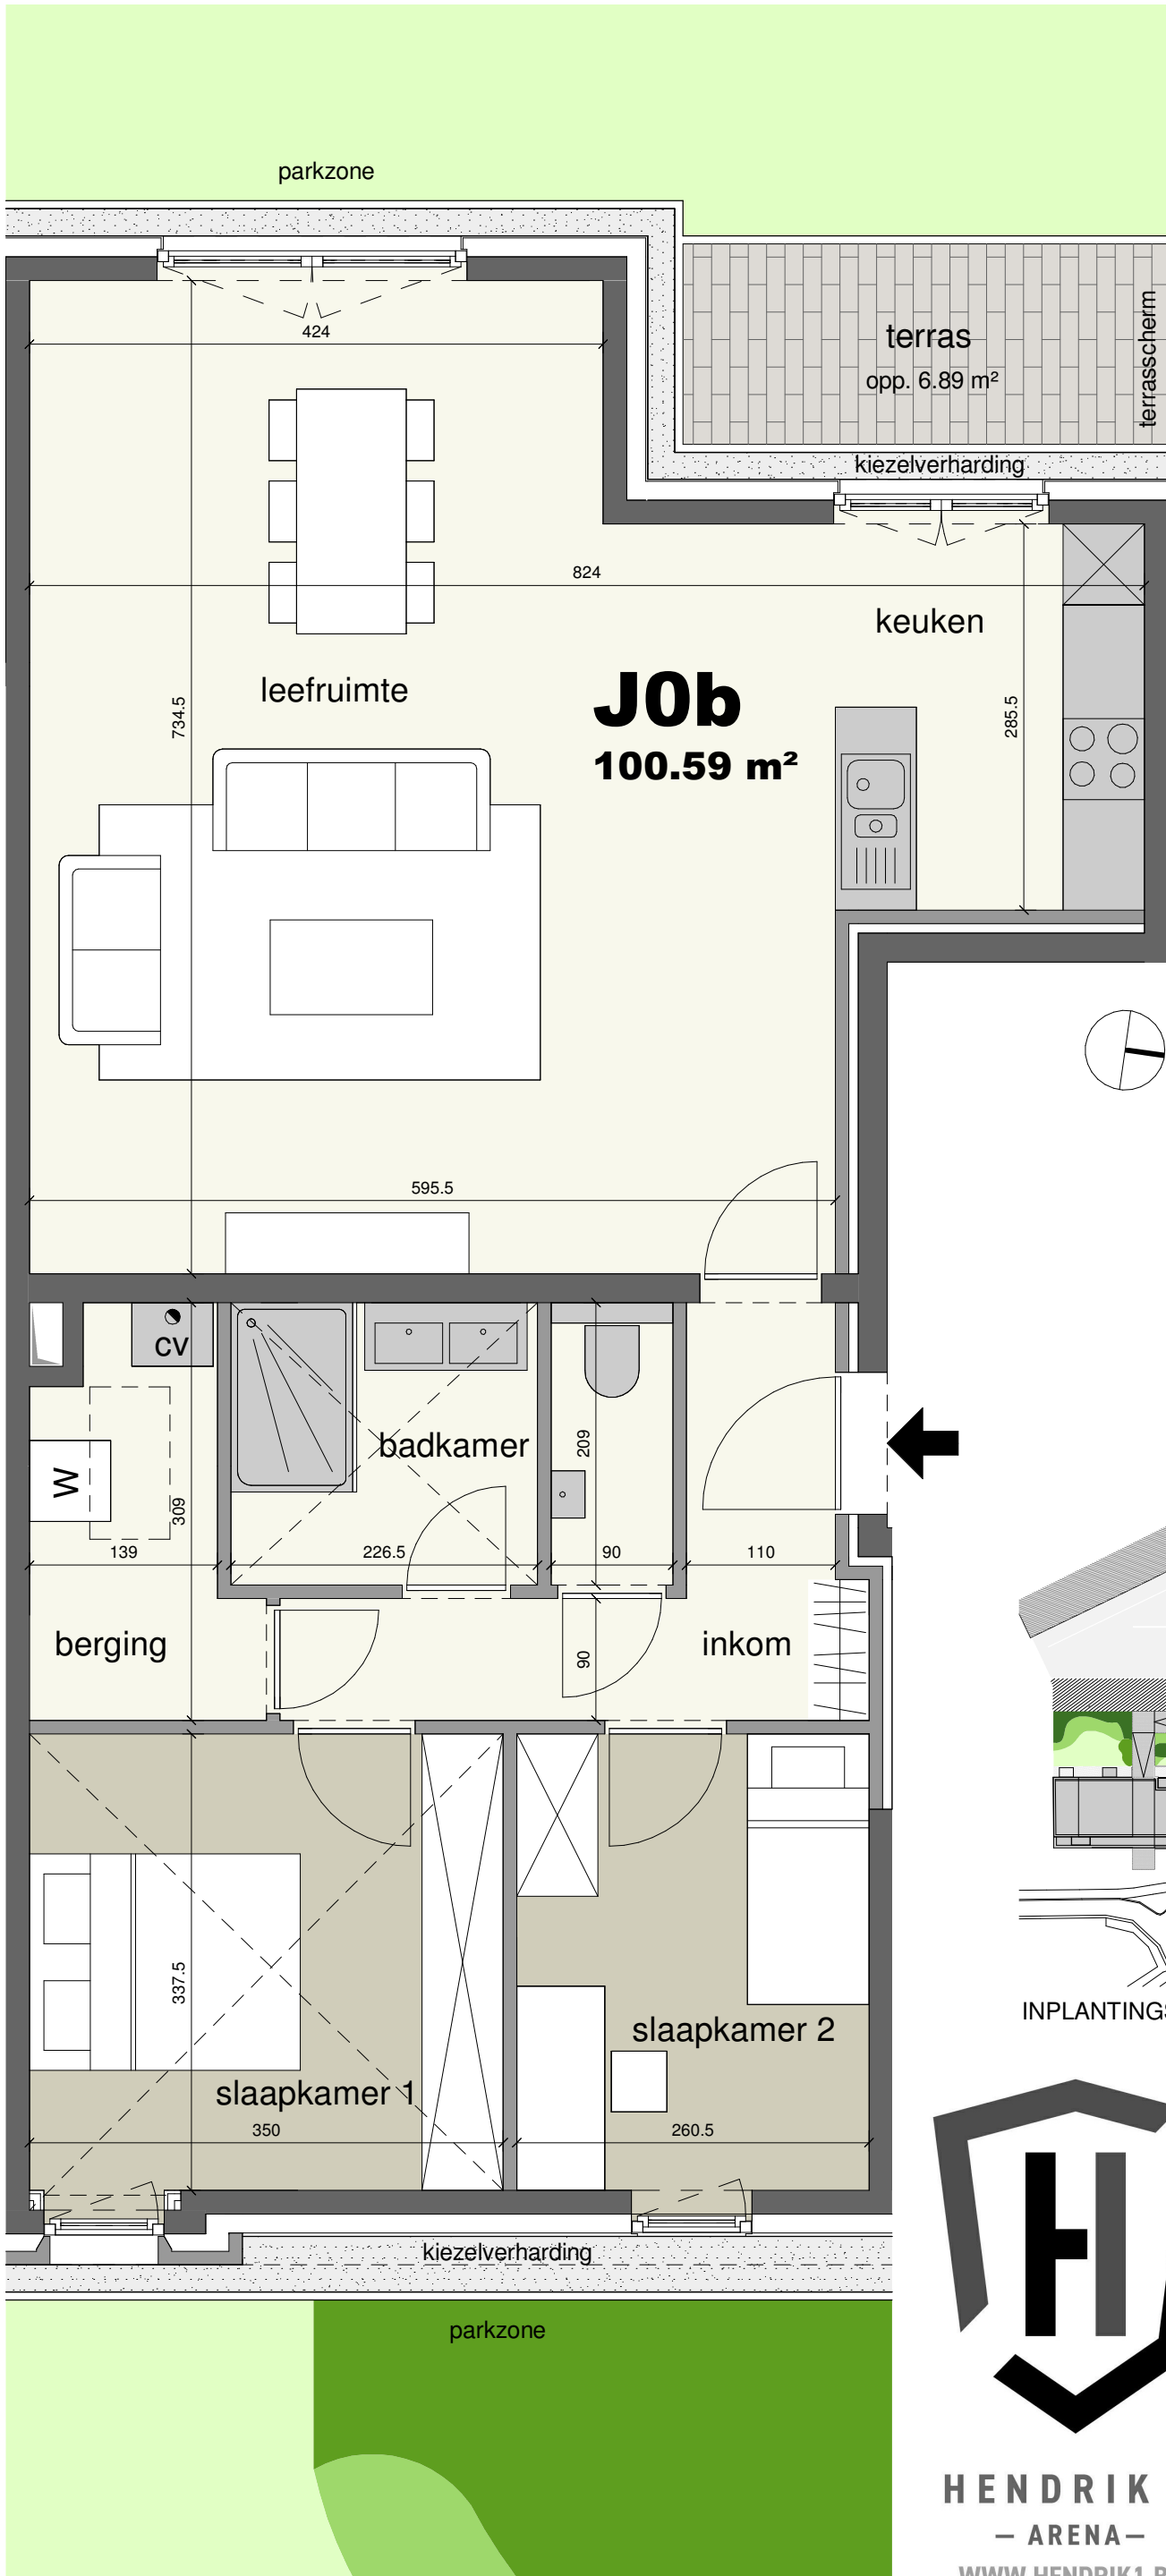 parkzone
424
terras
opp. 6.89 m²
terrasscherm
kiezelverharding
824
keuken
leefruimte
J0b
100.59 m²
734.5
285.5
595.5
cv
badkamer
W
209
309
139
226.5
90
110
berging
90
inkom
337.5
slaapkamer 2
slaapkamer 1
350
260.5
INPLANTINGS
kiezelverharding
parkzone
H
HENDRIK
– ARENA –
WWW.HENDRIK1.B